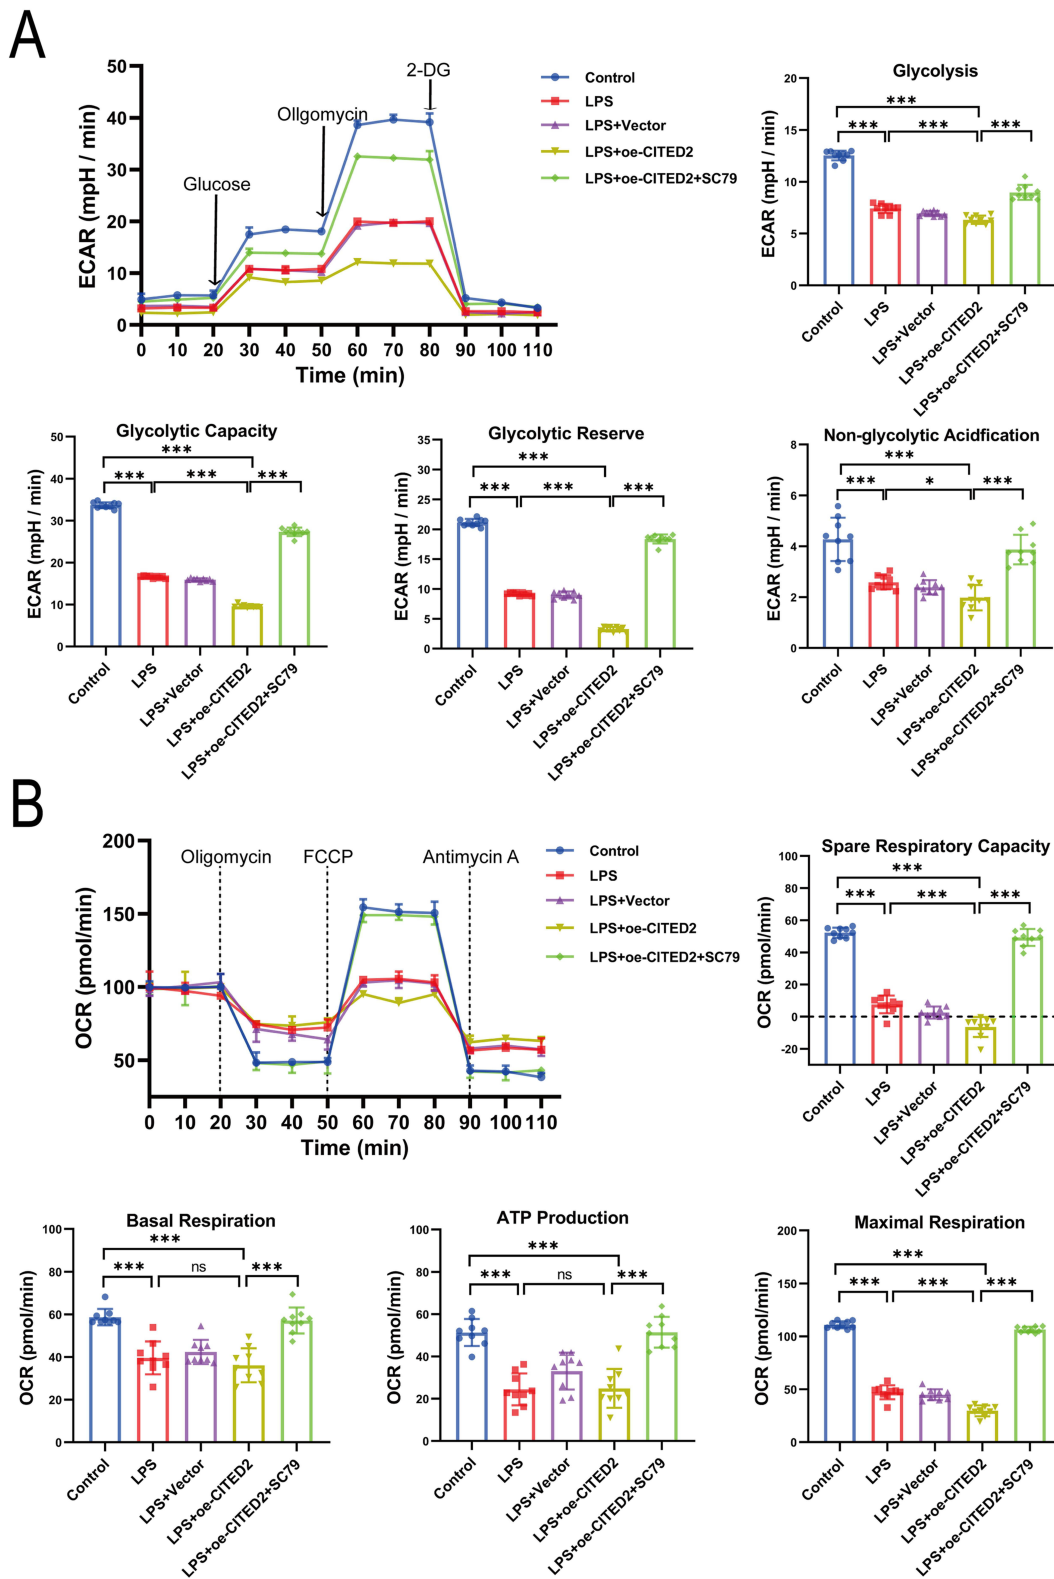 A
ECAR (mpH / min)
50
40
30
20
10
0
Glucose
Ollgomycin
2-DG
0 10 20 30 40 50 60 70 80 90 100 110
Time (min)
Control
LPS
LPS+Vector
LPS+oe-CITED2
LPS+oe-CITED2+SC79
Glycolysis
ECAR (mpH / min)
20
15
10
5
0
***
*** *** ***
Control
LPS
LPS+Vector
LPS+oe-CITED2
LPS+oe-CITED2+SC79
Glycolytic Capacity
ECAR (mpH / min)
50
40
30
20
10
0
***
*** *** ***
Control
LPS
LPS+Vector
LPS+oe-CITED2
LPS+oe-CITED2+SC79
Glycolytic Reserve
ECAR (mpH / min)
35
30
25
20
15
10
5
0
***
*** *** ***
Control
LPS
LPS+Vector
LPS+oe-CITED2
LPS+oe-CITED2+SC79
Non-glycolytic Acidfication
ECAR (mpH / min)
8
6
4
2
0
***
*** * ***
Control
LPS
LPS+Vector
LPS+oe-CITED2
LPS+oe-CITED2+SC79
B
OCR (pmol/min)
200
150
100
50
Oligomycin
FCCP
Antimycin A
0 10 20 30 40 50 60 70 80 90 100 110
Time (min)
Control
LPS
LPS+Vector
LPS+oe-CITED2
LPS+oe-CITED2+SC79
Spare Respiratory Capacity
OCR (pmol/min)
100
80
60
40
20
0
-20
***
*** *** ***
Control
LPS
LPS+Vector
LPS+oe-CITED2
LPS+oe-CITED2+SC79
Basal Respiration
OCR (pmol/min)
100
80
60
40
20
0
***
*** ns ***
Control
LPS
LPS+Vector
LPS+oe-CITED2
LPS+oe-CITED2+SC79
ATP Production
OCR (pmol/min)
100
80
60
40
20
0
***
*** ns ***
Control
LPS
LPS+Vector
LPS+oe-CITED2
LPS+oe-CITED2+SC79
Maximal Respiration
OCR (pmol/min)
200
150
100
50
0
***
*** *** ***
Control
LPS
LPS+Vector
LPS+oe-CITED2
LPS+oe-CITED2+SC79